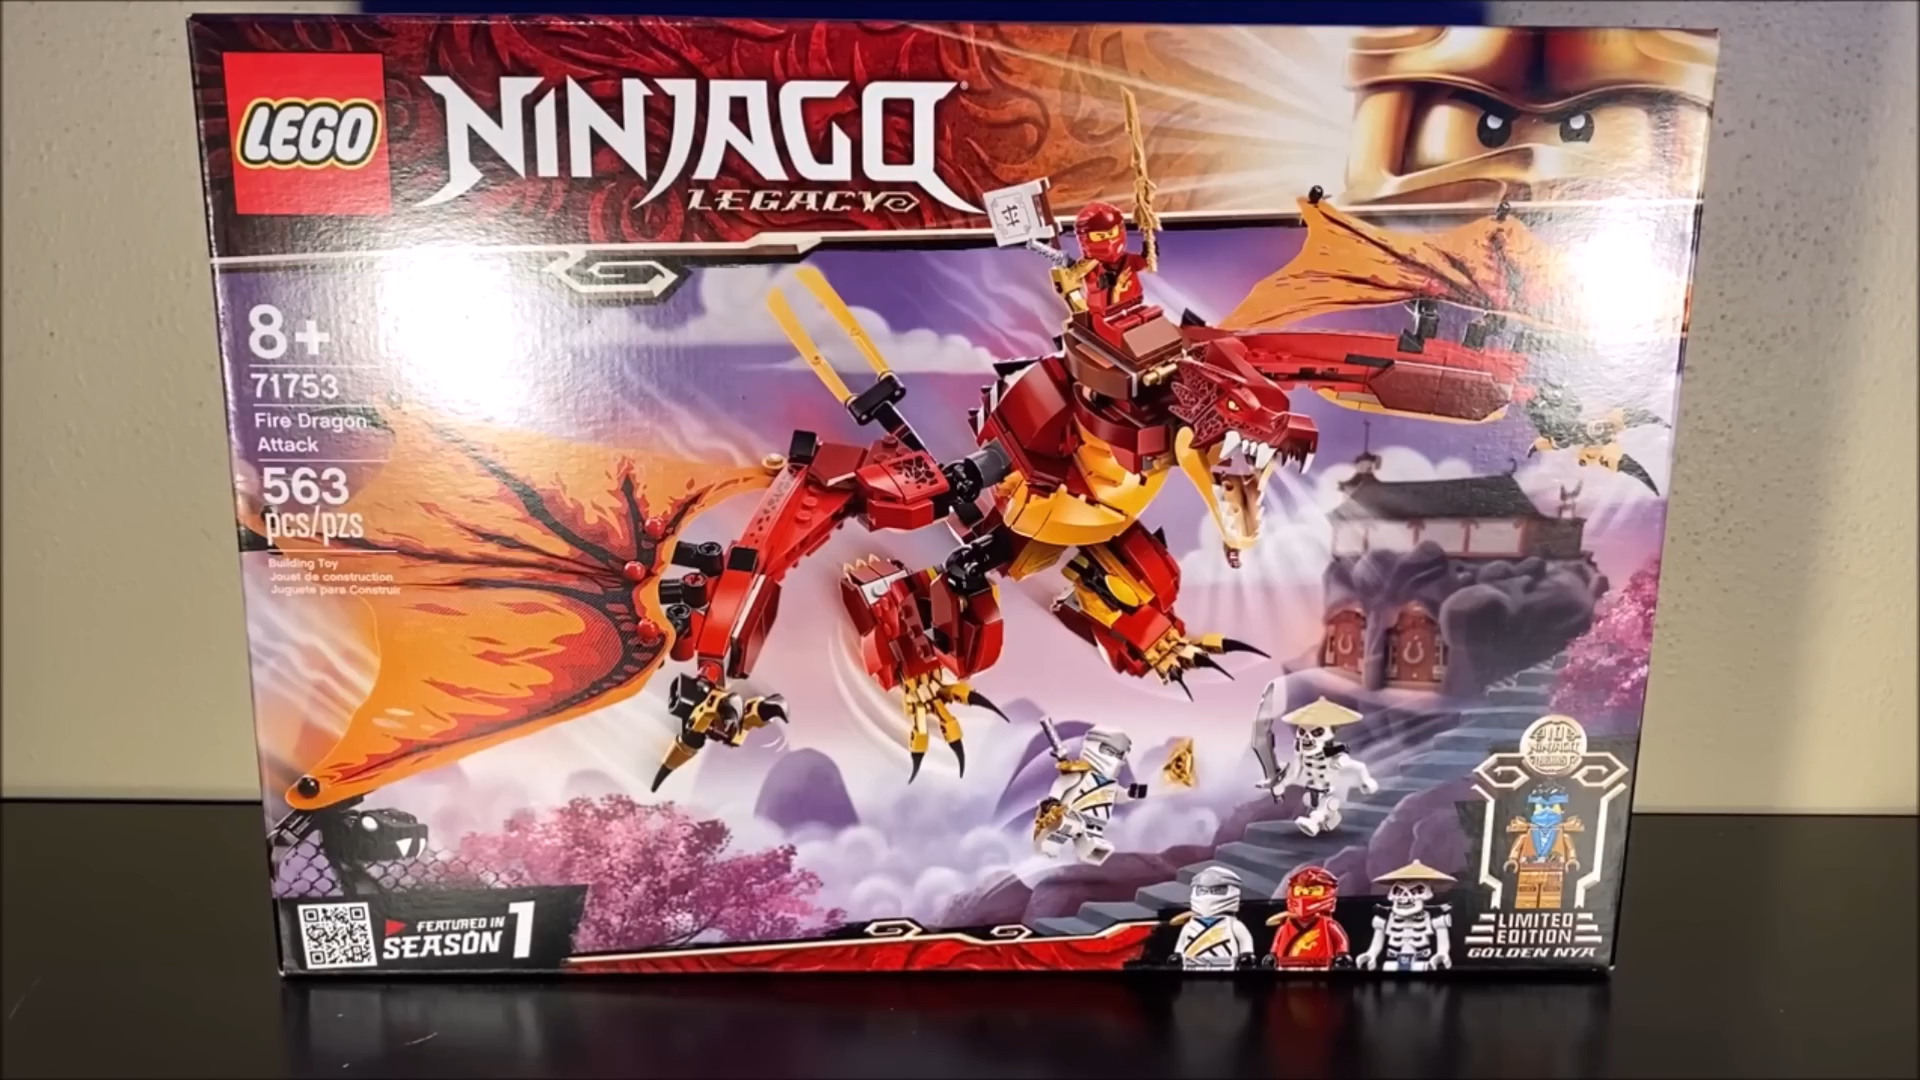 LEGO
NINJAGO
LEGACY
8+
71753
Fire Dragon
Attack
563
pcs/pzs
Building Toy
Jouet de construction
Juguete para Construir
FEATURED IN
SEASON 1
NINJAGO
LIMITED
EDITION
GOLDEN NYA